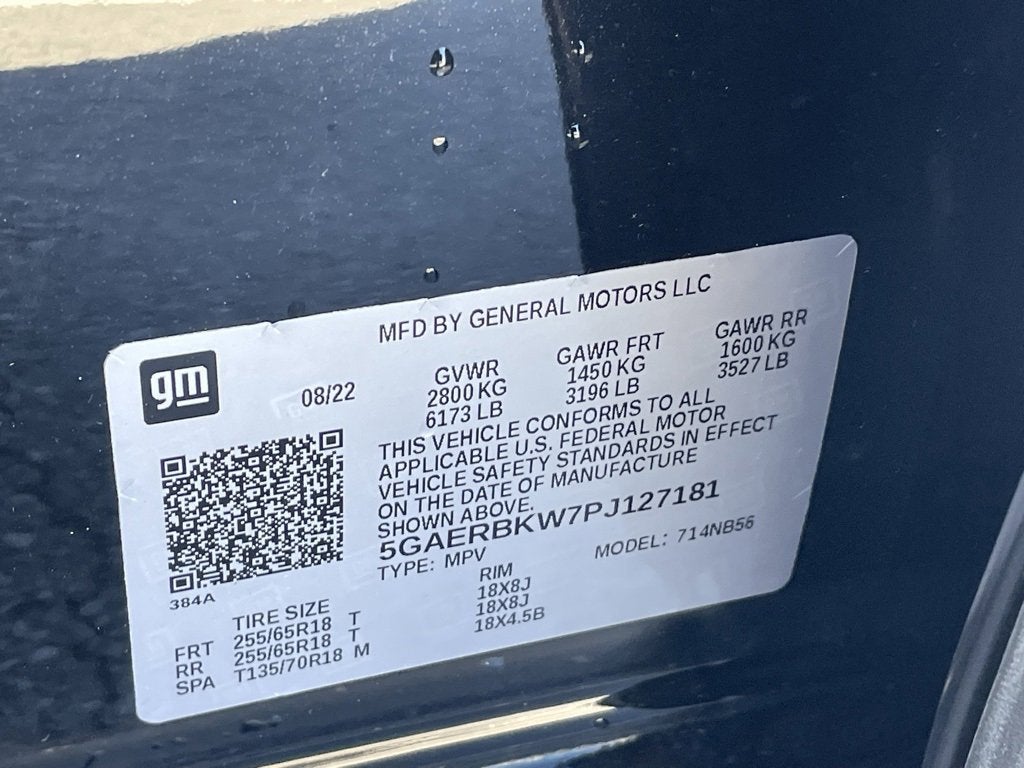 MFD BY GENERAL MOTORS LLC
gm
08/22
GVWR
2800 KG
6173 LB
GAWR FRT
1450 KG
3196 LB
GAWR RR
1600 KG
3527 LB
THIS VEHICLE CONFORMS TO ALL
APPLICABLE U.S. FEDERAL MOTOR
VEHICLE SAFETY STANDARDS IN EFFECT
ON THE DATE OF MANUFACTURE
SHOWN ABOVE.
5GAERBKW7PJ127181
TYPE: MPV
MODEL: 714NB56
384A
TIRE SIZE RIM
FRT 255/65R18 T 18X8J
RR 255/65R18 T 18X8J
SPA T135/70R18 M 18X4.5B